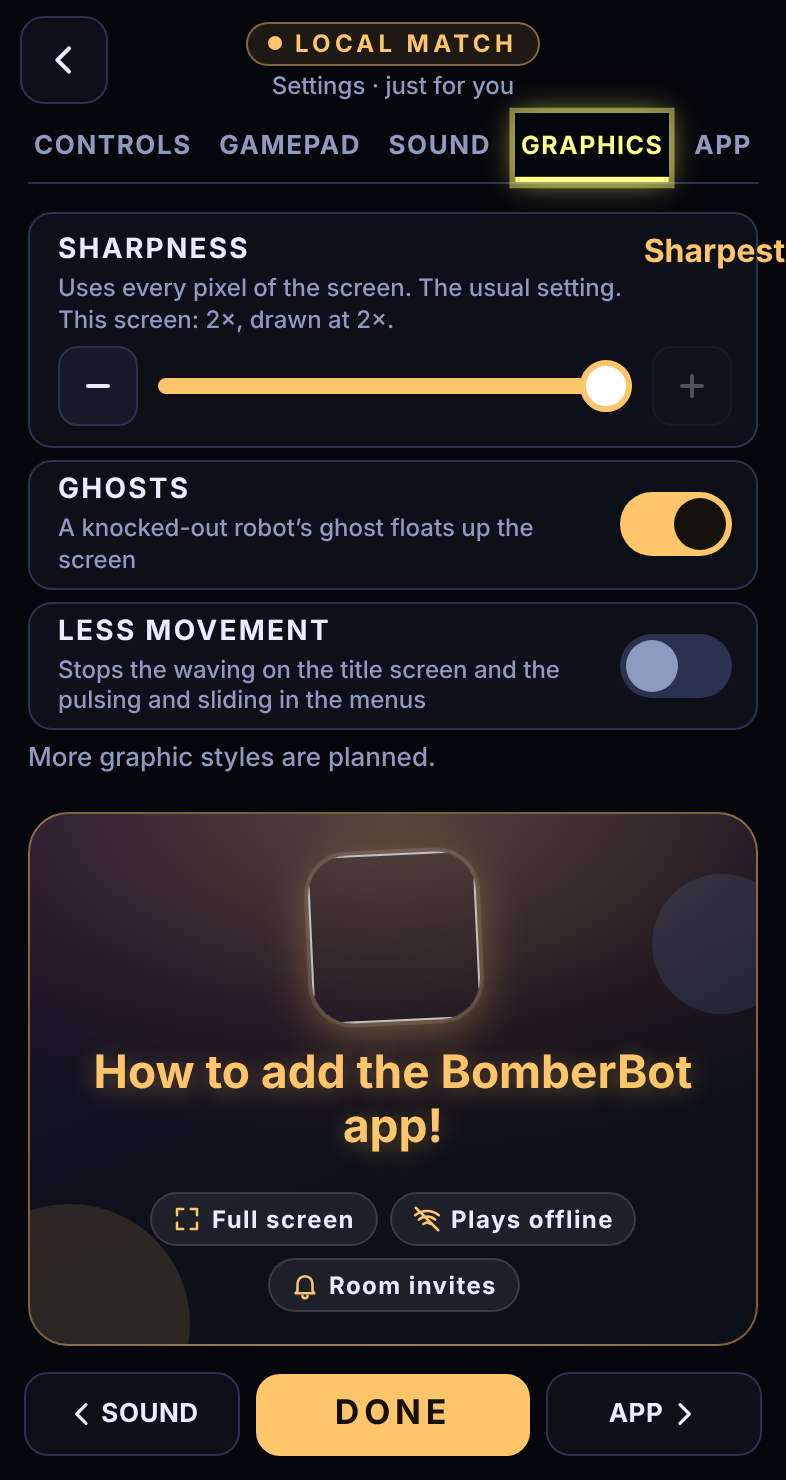 LOCAL MATCH
Settings · just for you
CONTROLS GAMEPAD SOUND GRAPHICS APP
SHARPNESS
Sharpest
Uses every pixel of the screen. The usual setting.
This screen: 2×, drawn at 2×.
GHOSTS
A knocked-out robot’s ghost floats up the
screen
LESS MOVEMENT
Stops the waving on the title screen and the
pulsing and sliding in the menus
More graphic styles are planned.
How to add the BomberBot
app!
Full screen
Plays offline
Room invites
SOUND
DONE
APP